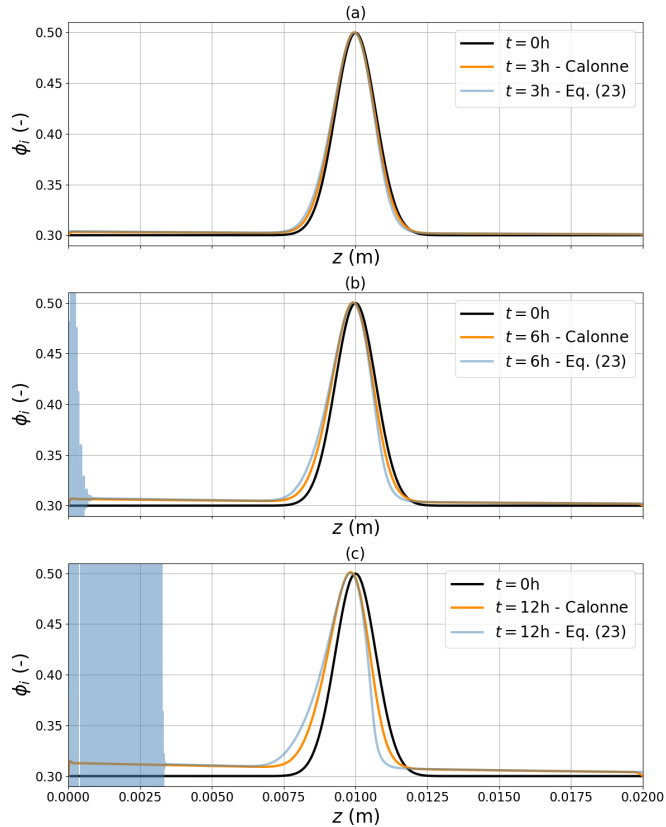 (a)
0.50
0.45
0.40
0.35
0.30
ϕi (-)
t = 0h
t = 3h - Calonne
t = 3h - Eq. (23)
z (m)
(b)
0.50
0.45
0.40
0.35
0.30
ϕi (-)
t = 0h
t = 6h - Calonne
t = 6h - Eq. (23)
z (m)
(c)
0.50
0.45
0.40
0.35
0.30
ϕi (-)
t = 0h
t = 12h - Calonne
t = 12h - Eq. (23)
0.0000 0.0025 0.0050 0.0075 0.010 0.0125 0.0150 0.0175 0.0200
z (m)